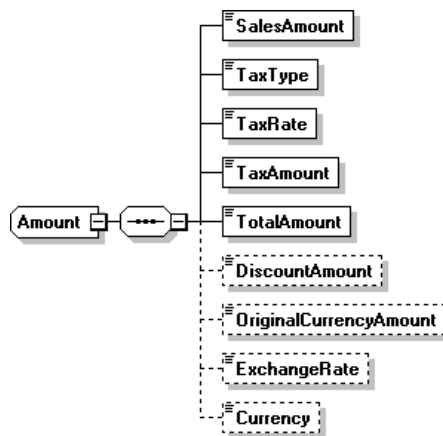 SalesAmount
TaxType
TaxRate
TaxAmount
Amount
TotalAmount
DiscountAmount
OriginalCurrencyAmount
ExchangeRate
Currency